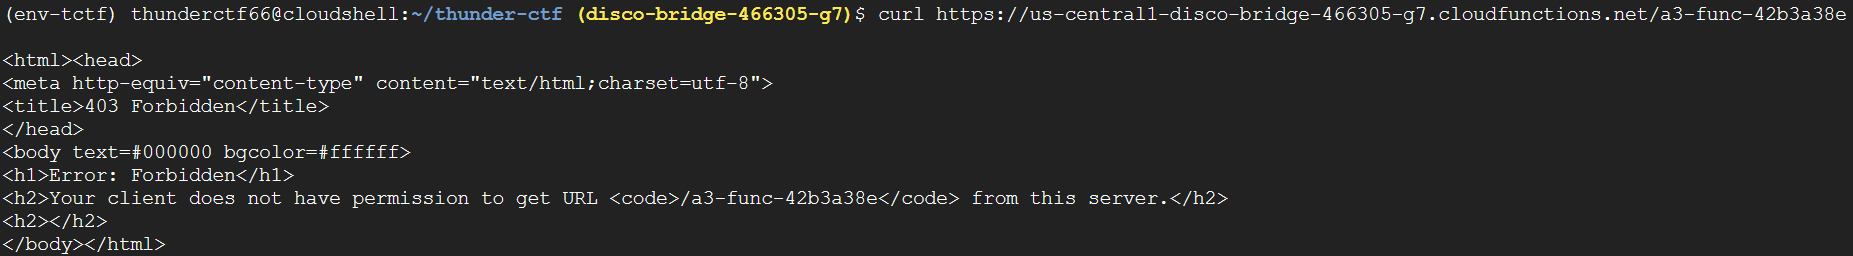 (env-tctf) thunderctf66@cloudshell:~/thunder-ctf (disco-bridge-466305-g7)$ curl https://us-central1-disco-bridge-466305-g7.cloudfunctions.net/a3-func-42b3a38e
<html><head>
<meta http-equiv="content-type" content="text/html;charset=utf-8">
<title>403 Forbidden</title>
</head>
<body text=#000000 bgcolor=#ffffff>
<h1>Error: Forbidden</h1>
<h2>Your client does not have permission to get URL <code>/a3-func-42b3a38e</code> from this server.</h2>
<h2></h2>
</body></html>